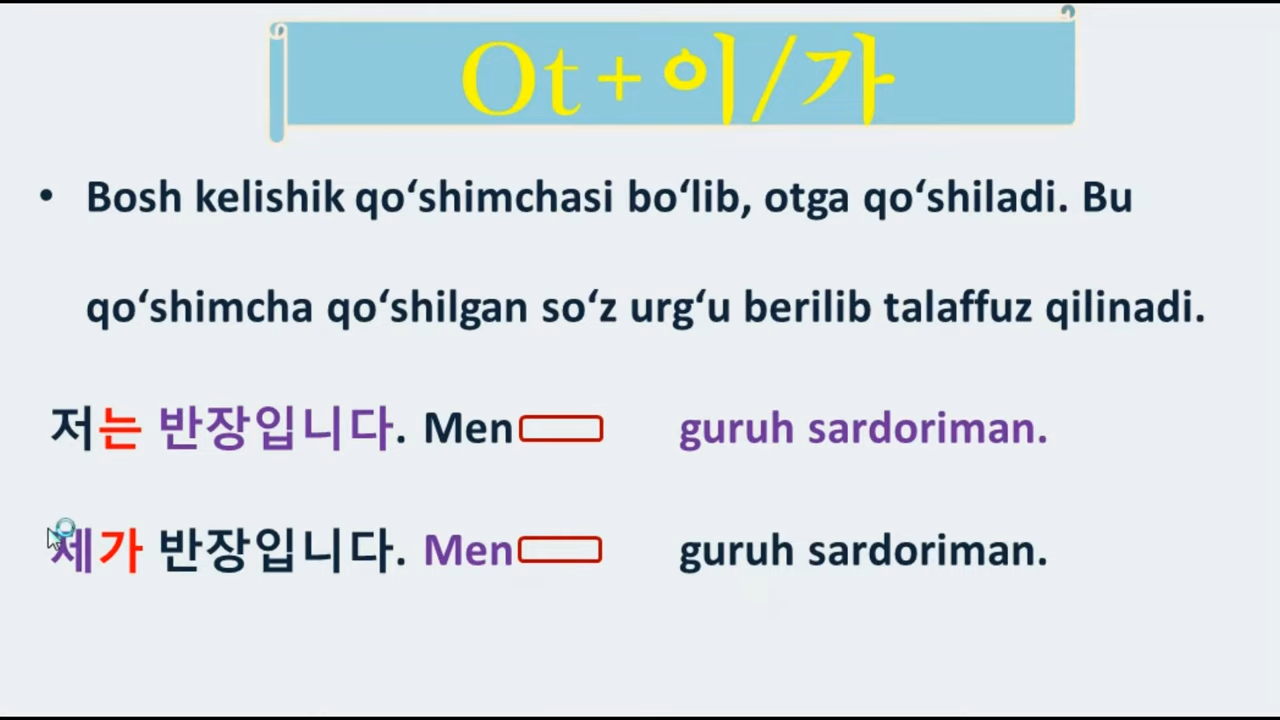 Ot + 이/가
• Bosh kelishik qo‘shimchasi bo‘lib, otga qo‘shiladi. Bu
qo‘shimcha qo‘shilgan so‘z urg‘u berilib talaffuz qilinadi.
저는 반장입니다. Men guruh sardoriman.
제가 반장입니다. Men guruh sardoriman.